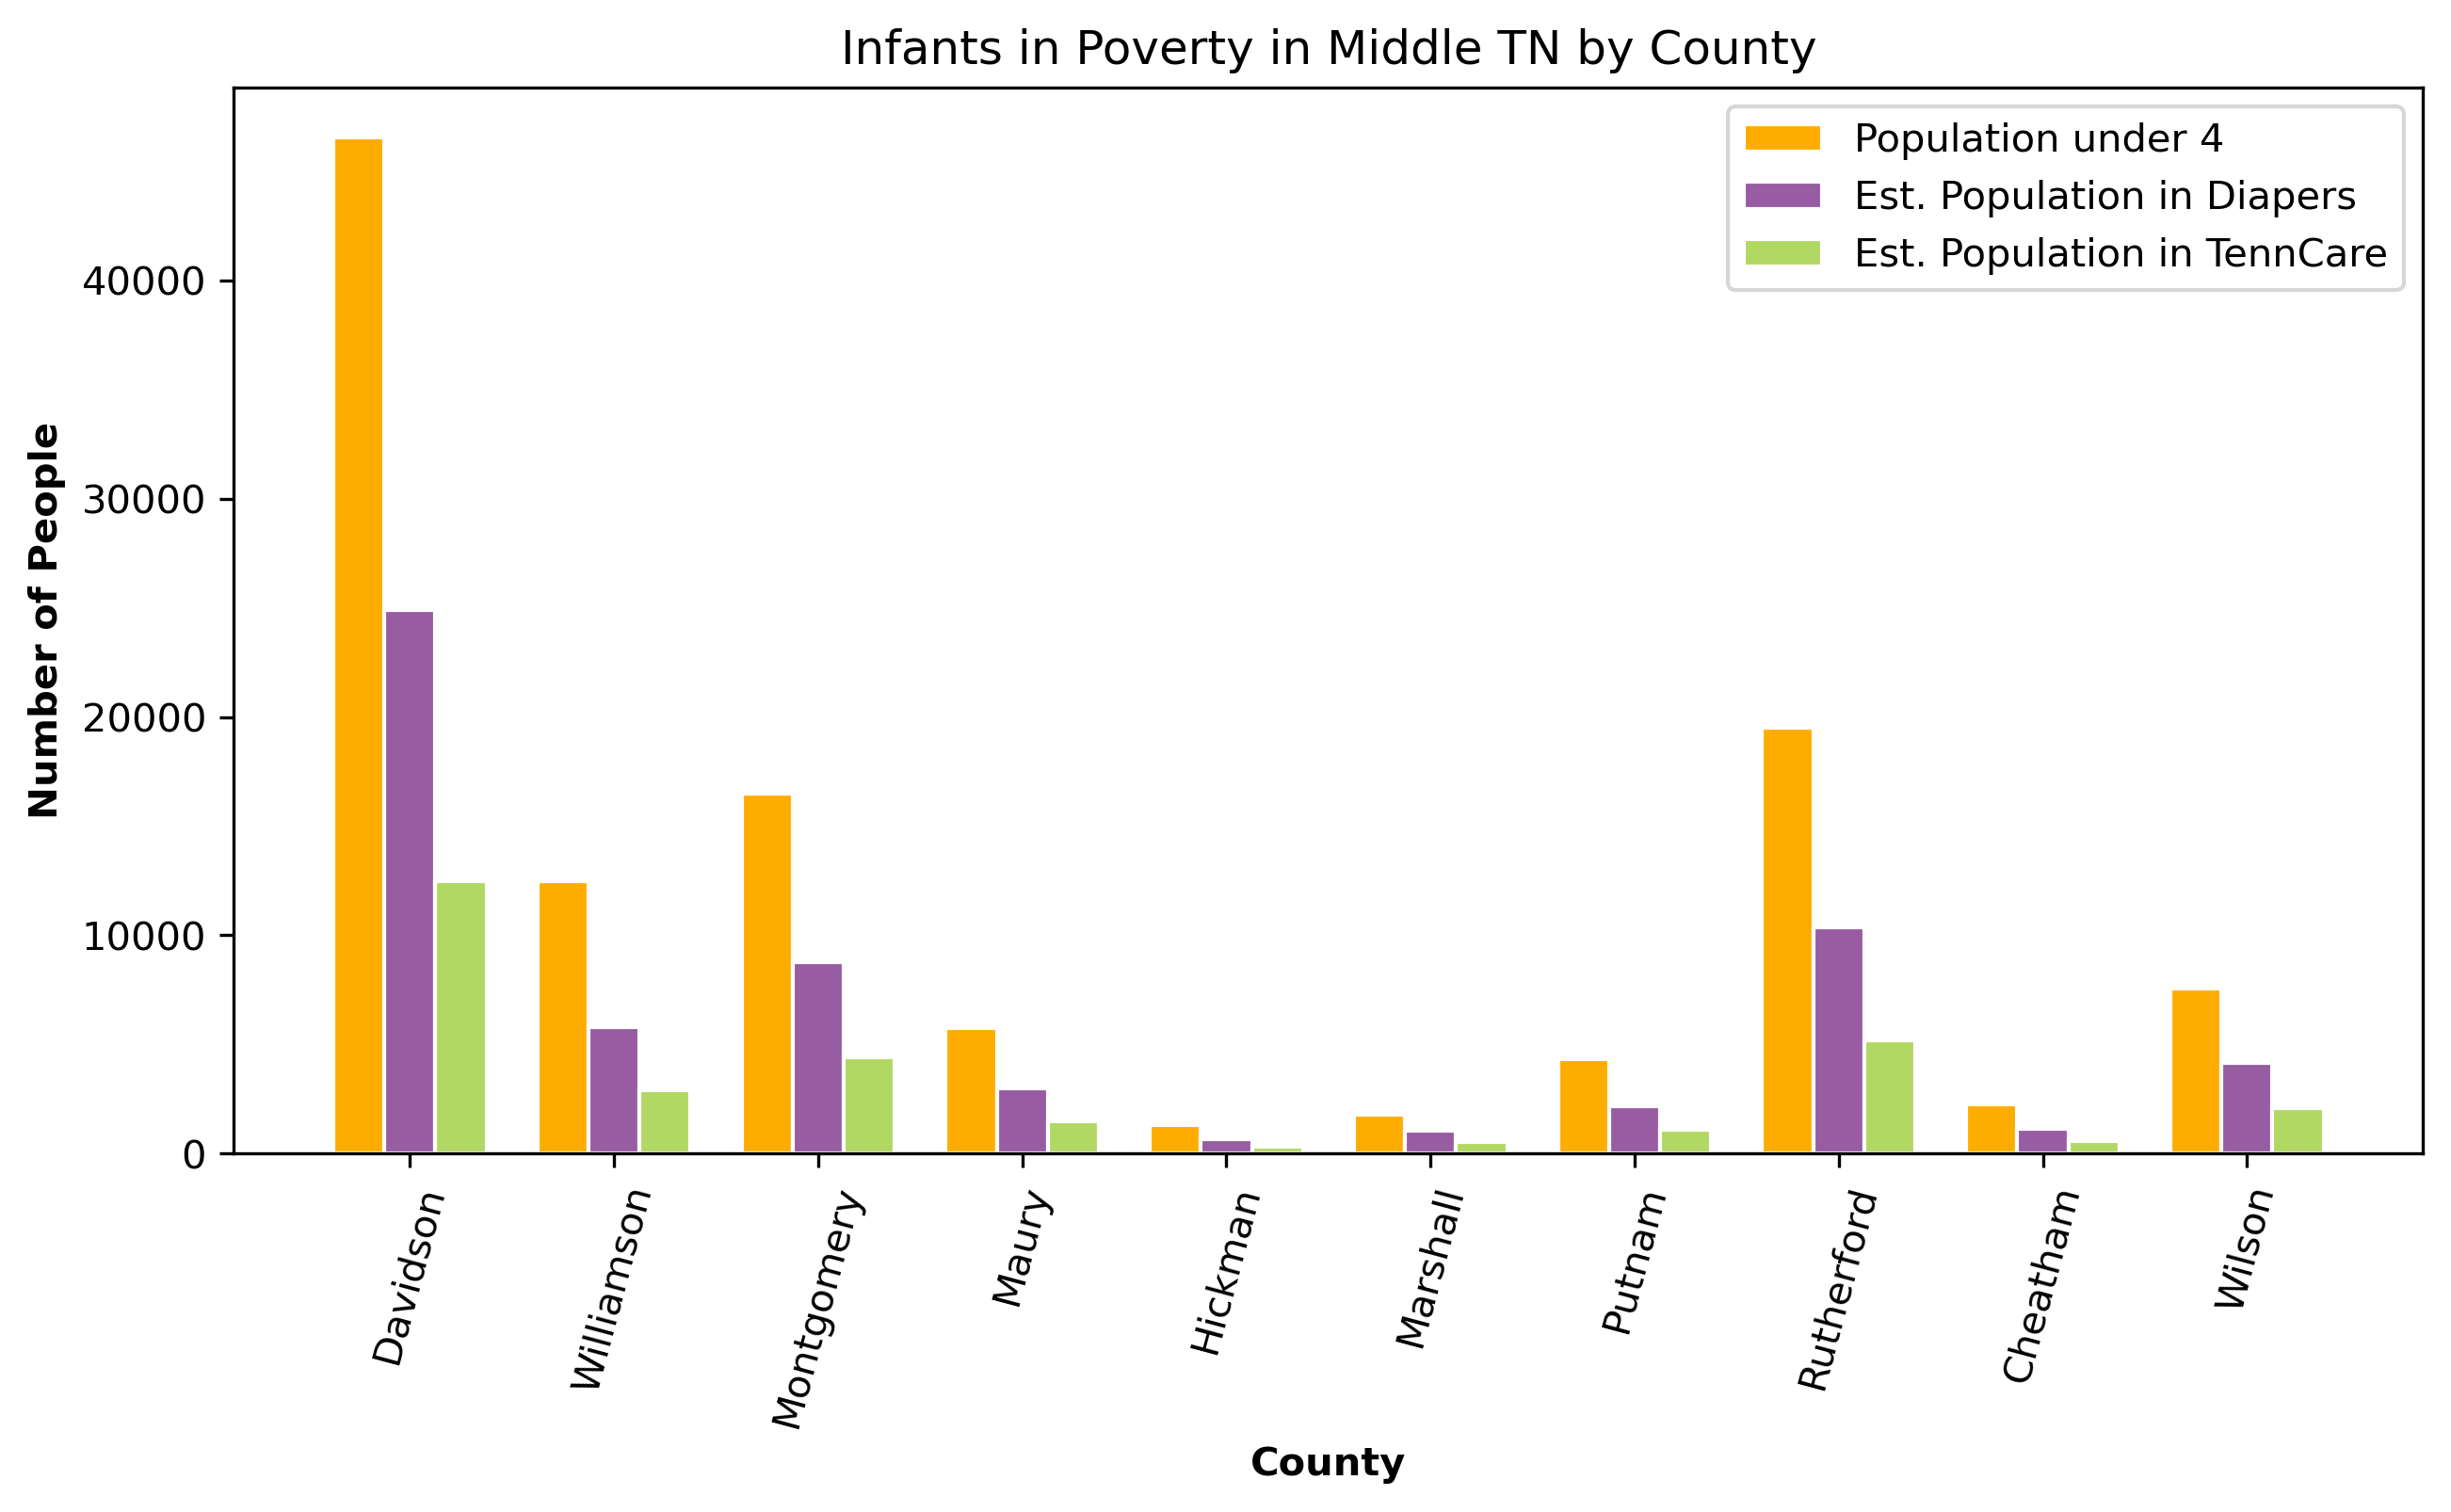 Infants in Poverty in Middle TN by County
Population under 4
Est. Population in Diapers
Est. Population in TennCare
Number of People
40000
30000
20000
10000
0
Davidson
Williamson
Montgomery
Maury
Hickman
Marshall
Putnam
Rutherford
Cheatham
Wilson
County